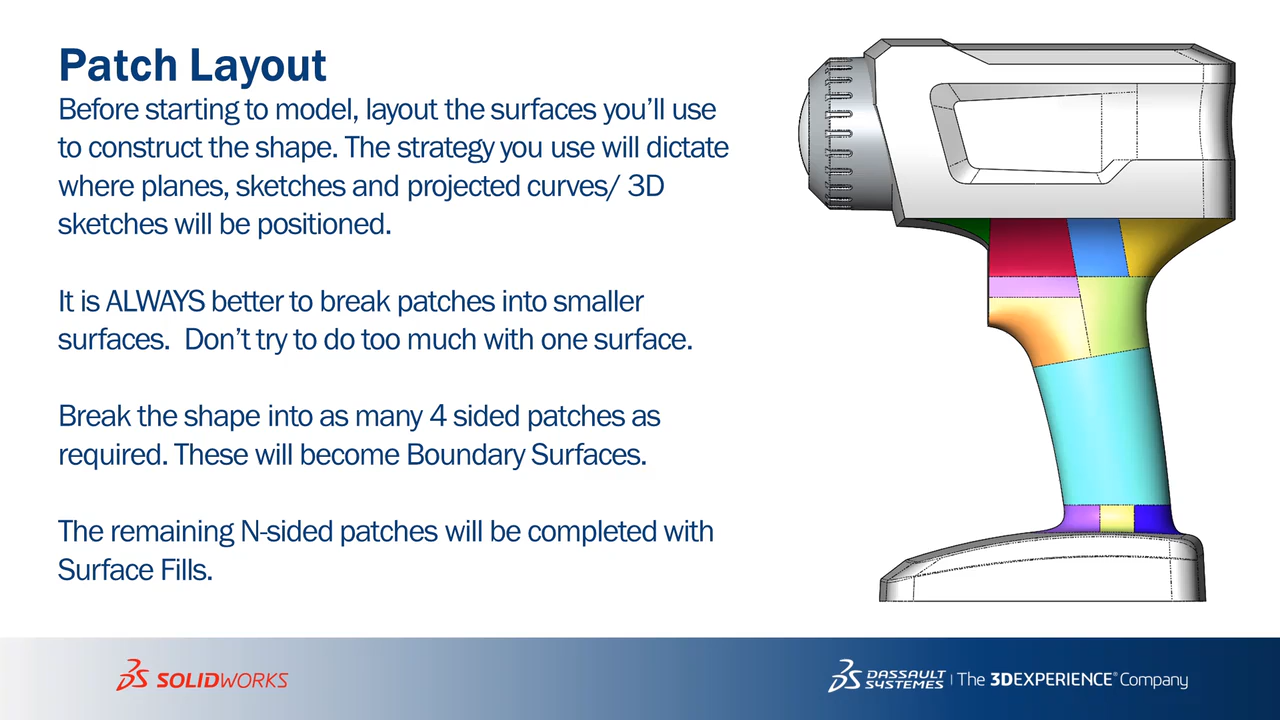 Patch Layout
Before starting to model, layout the surfaces you’ll use
to construct the shape. The strategy you use will dictate
where planes, sketches and projected curves/ 3D
sketches will be positioned.
It is ALWAYS better to break patches into smaller
surfaces.  Don’t try to do too much with one surface.
Break the shape into as many 4 sided patches as
required. These will become Boundary Surfaces.
The remaining N-sided patches will be completed with
Surface Fills.
SOLIDWORKS
DASSAULT
SYSTEMES | The 3DEXPERIENCE® Company